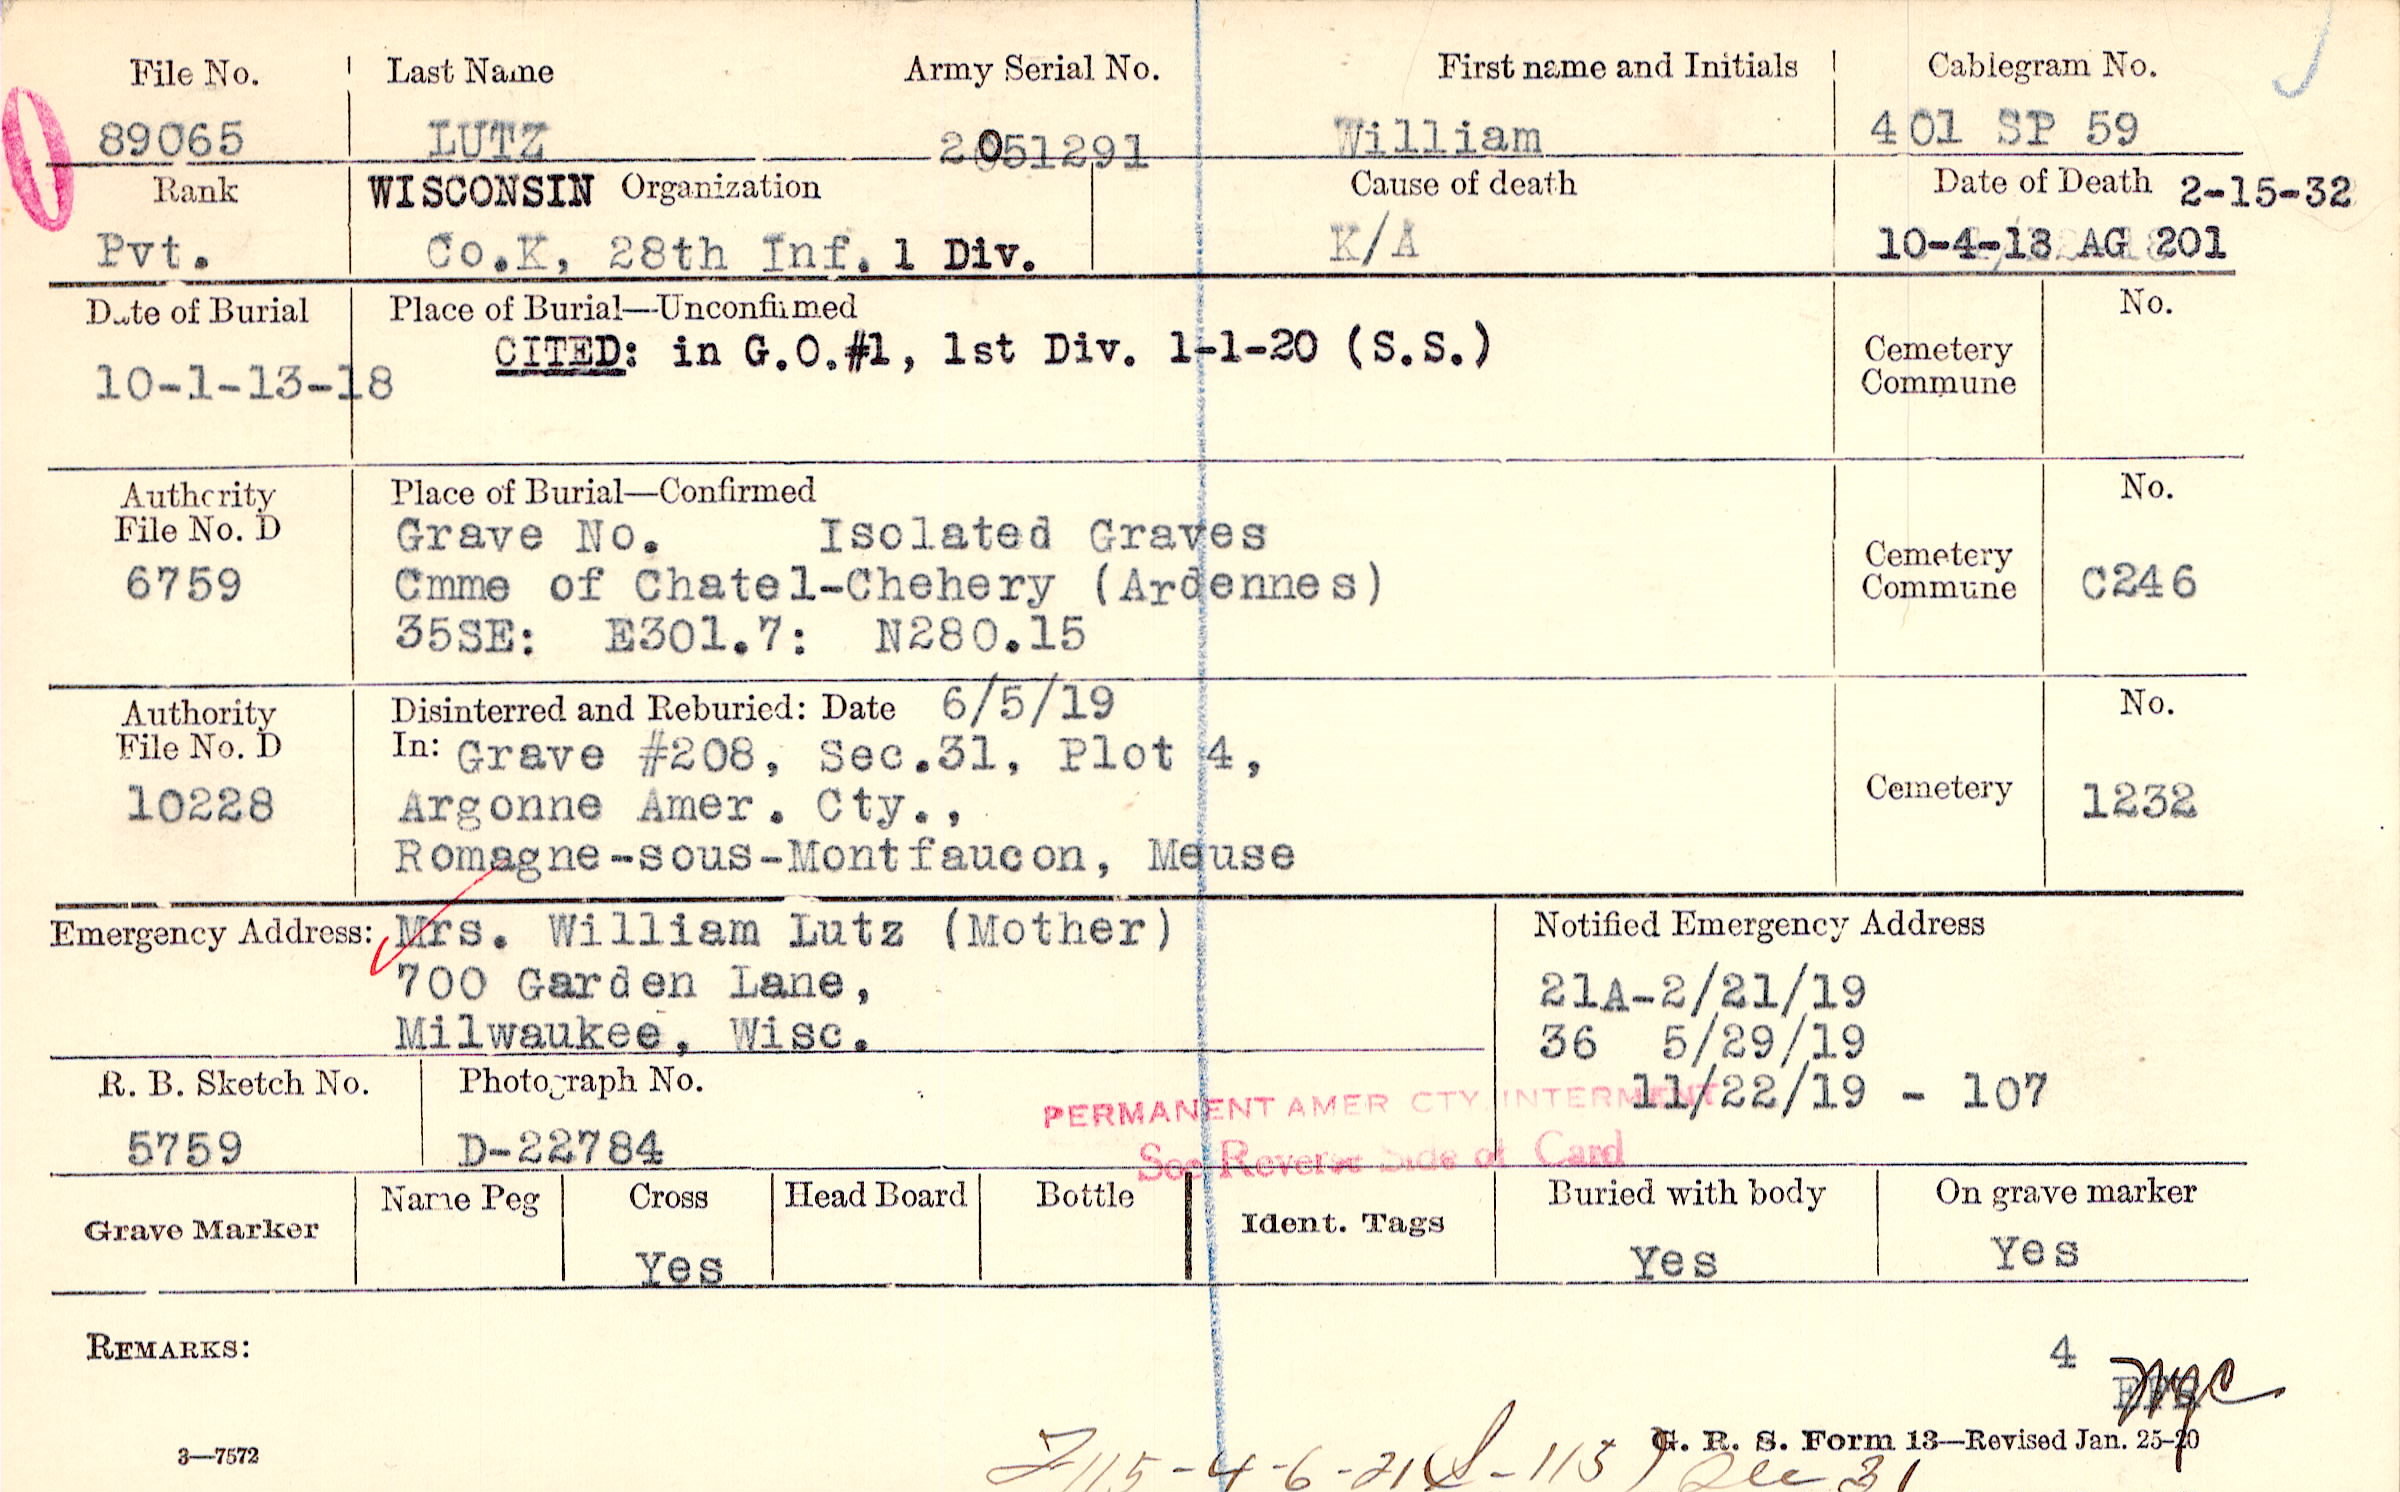 File No. Last Name Army Serial No. First name and Initials Cablegram No.
89065 LUTZ 2051291 William 401 SP 59
Rank WISCONSIN Organization Cause of death Date of Death 2-15-32
Pvt. Co.K, 28th Inf. 1 Div. K/A 10-4-18 AG 201
Date of Burial Place of Burial—Unconfirmed No.
CITED: in G.O.#1, 1st Div. 1-1-20 (S.S.) Cemetery
10-1-13-18 Commune
Authority Place of Burial—Confirmed No.
File No. D Grave No. Isolated Graves Cemetery
6759 Cmme of Chatel-Chehery (Ardennes) Commune C246
35SE: E301.7: N280.15
Authority Disinterred and Reburied: Date 6/5/19 No.
File No. D In: Grave #208, Sec.31, Plot 4,
10228 Argonne Amer. Cty., Cemetery 1232
Romagne-sous-Montfaucon, Meuse
Emergency Address: Mrs. William Lutz (Mother) Notified Emergency Address
700 Garden Lane, 21A-2/21/19
Milwaukee, Wisc. 36 5/29/19
R. B. Sketch No. Photograph No. 11/22/19 - 107
PERMANENT AMER CTY INTERMENT
5759 D-22784 See Reverse Side of Card
Grave Marker Name Peg Cross Head Board Bottle Ident. Tags Buried with body On grave marker
Yes Yes Yes
REMARKS: 4
3—7572 G. R. S. Form 13—Revised Jan. 25-20